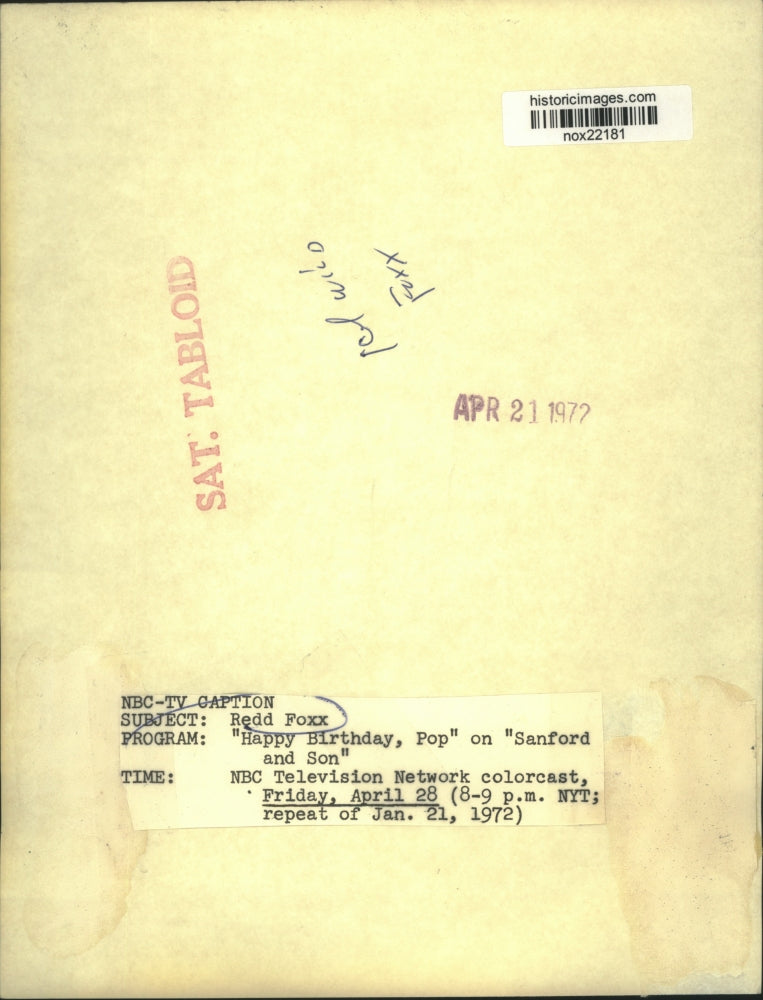 historicimages.com
nox22181
Foxx
SAT. TABLOID
APR 21 1972
NBC-TV CAPTION
SUBJECT: Redd Foxx
PROGRAM: "Happy Birthday, Pop" on "Sanford
and Son"
TIME: NBC Television Network colorcast,
Friday, April 28 (8-9 p.m. NYT;
repeat of Jan. 21, 1972)